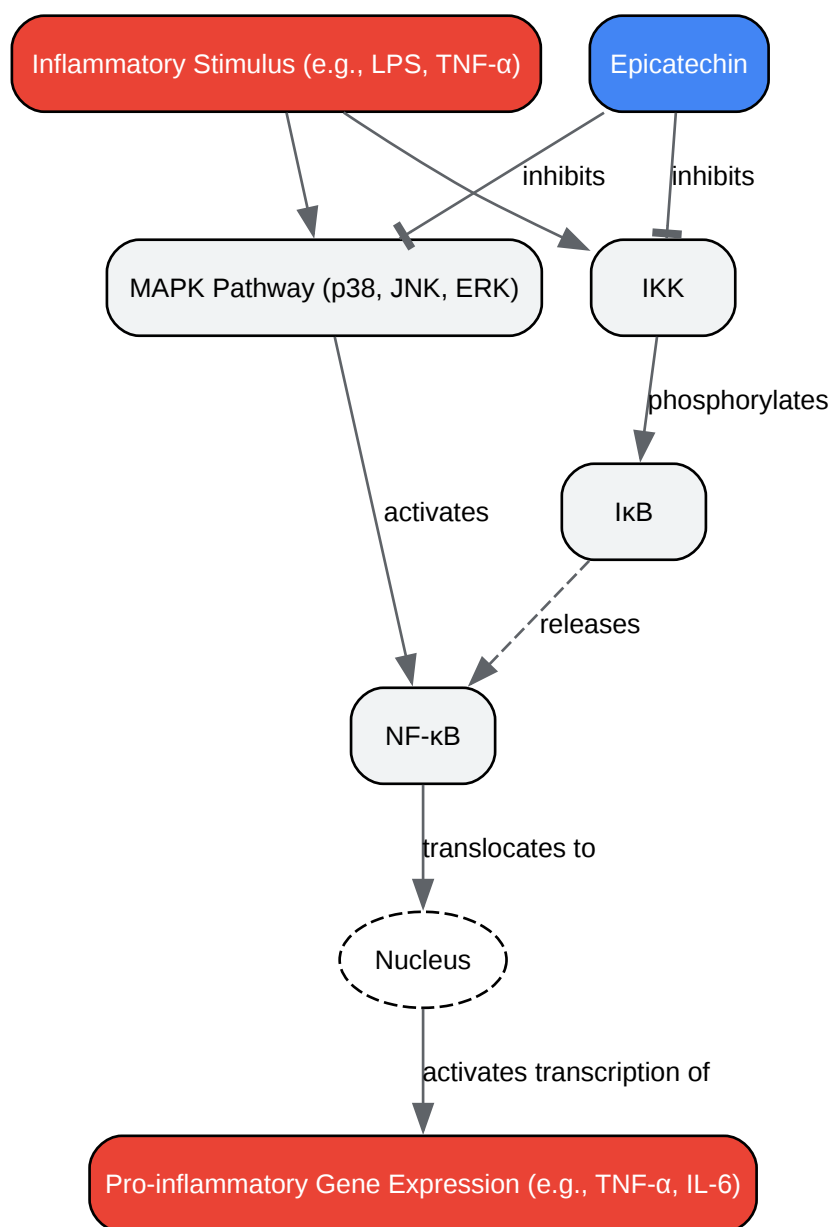 Inflammatory Stimulus (e.g., LPS, TNF-α)
Epicatechin
inhibits
inhibits
MAPK Pathway (p38, JNK, ERK)
IKK
phosphorylates
activates
IκB
releases
NF-κB
translocates to
Nucleus
activates transcription of
Pro-inflammatory Gene Expression (e.g., TNF-α, IL-6)